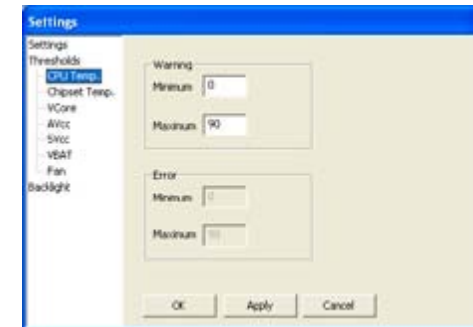 Settings
Settings
Thresholds
CPU Temp.
Chipset Temp.
VCore
AVcc
5Vcc
VBAT
Fan
Backlight
Warning
Minimum 0
Maximum 90
Error
Minimum 0
Maximum
OK Apply Cancel